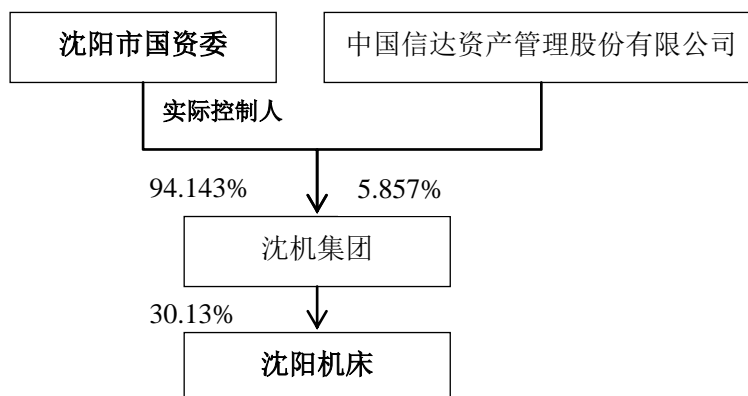 沈阳市国资委
中国信达资产管理股份有限公司
实际控制人
94.143%
5.857%
沈机集团
30.13%
沈阳机床